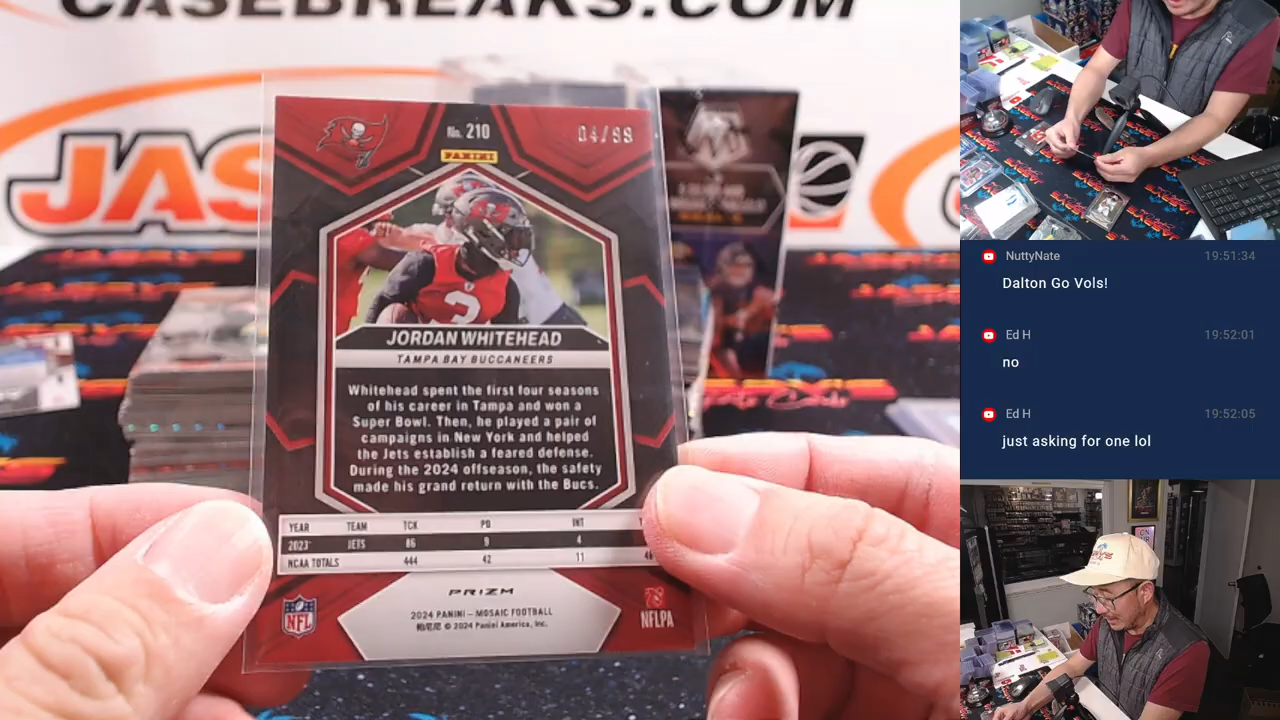 CASEBREAKS.COM
JAS
No. 210
04/99
PANINI
JORDAN WHITEHEAD
TAMPA BAY BUCCANEERS
Whitehead spent the first four seasons
of his career in Tampa and won a
Super Bowl. Then, he played a pair of
campaigns in New York and helped
the Jets establish a feared defense.
During the 2024 offseason, the safety
made his grand return with the Bucs.
YEAR TEAM TCK PD INT
2023 JETS 86 9 4
NCAA TOTALS 444 42 11
PRIZM
2024 PANINI – MOSAIC FOOTBALL
© 2024 Panini America, Inc.
NFL
NFLPA
NuttyNate 19:51:34
Dalton Go Vols!
Ed H 19:52:01
no
Ed H 19:52:05
just asking for one lol